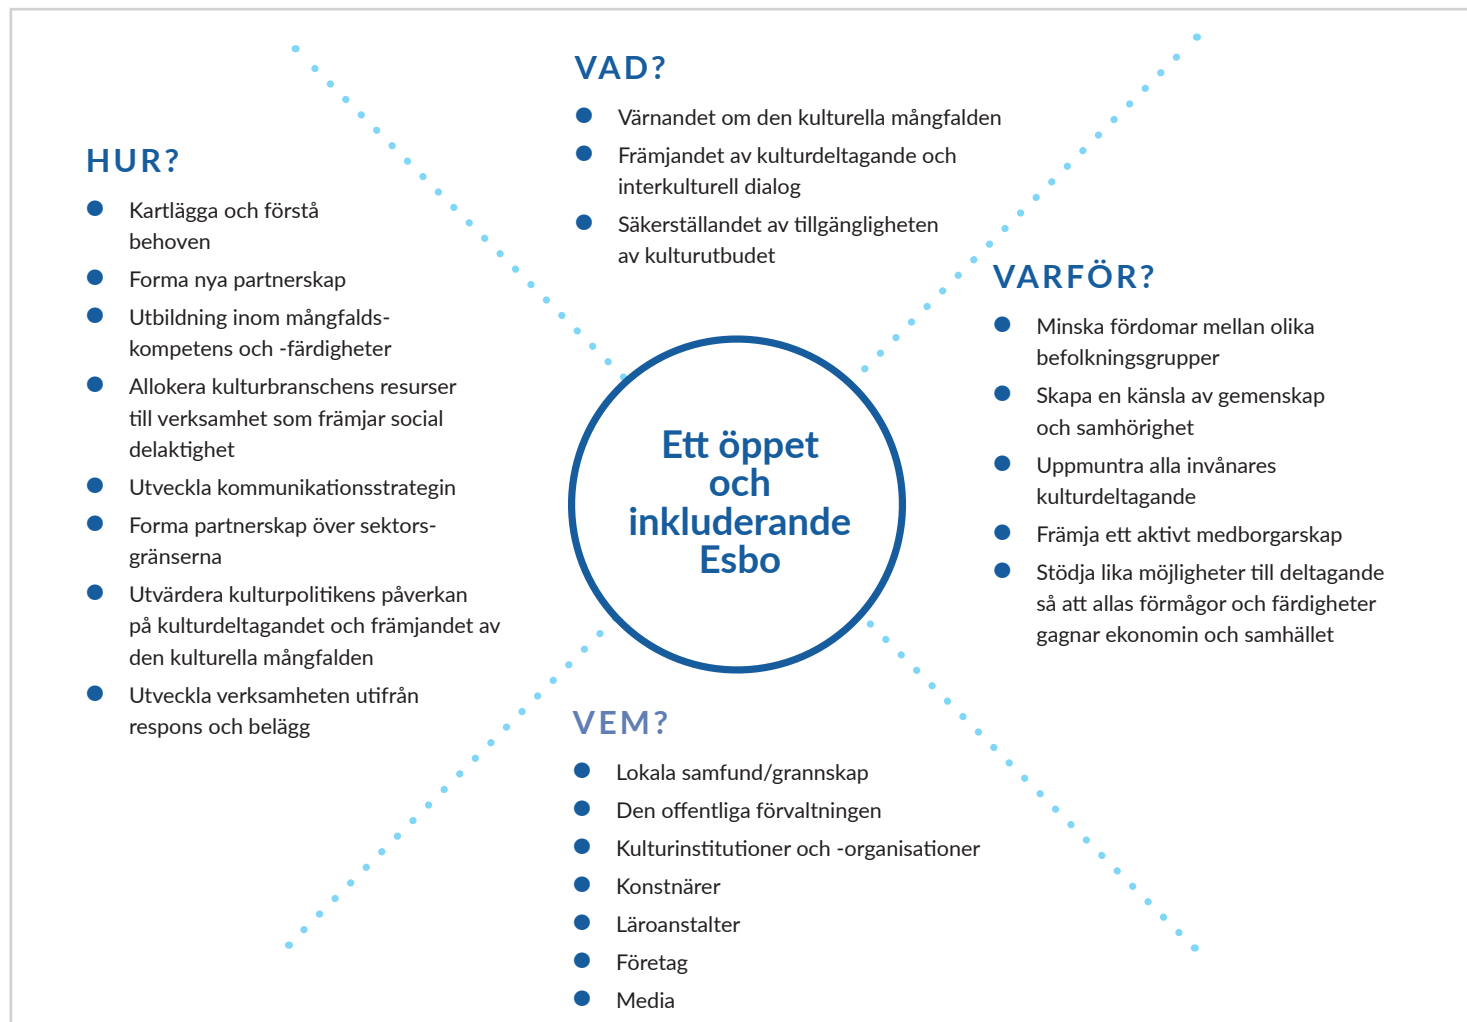 VAD?
Värnandet om den kulturella mångfalden
Främjandet av kulturdeltagande och
interkulturell dialog
Säkerställandet av tillgängligheten
av kulturutbudet
HUR?
Kartlägga och förstå
behoven
Forma nya partnerskap
Utbildning inom mångfalds-
kompetens och -färdigheter
Allokera kulturbranschens resurser
till verksamhet som främjar social
delaktighet
Utveckla kommunikationsstrategin
Forma partnerskap över sektors-
gränserna
Utvärdera kulturpolitikens påverkan
på kulturdeltagandet och främjandet av
den kulturella mångfalden
Utveckla verksamheten utifrån
respons och belägg
VARFÖR?
Minska fördomar mellan olika
befolkningsgrupper
Skapa en känsla av gemenskap
och samhörighet
Uppmuntra alla invånares
kulturdeltagande
Främja ett aktivt medborgarskap
Stödja lika möjligheter till deltagande
så att allas förmågor och färdigheter
gagnar ekonomin och samhället
Ett öppet
och
inkluderande
Esbo
VEM?
Lokala samfund/grannskap
Den offentliga förvaltningen
Kulturinstitutioner och -organisationer
Konstnärer
Läroanstalter
Företag
Media